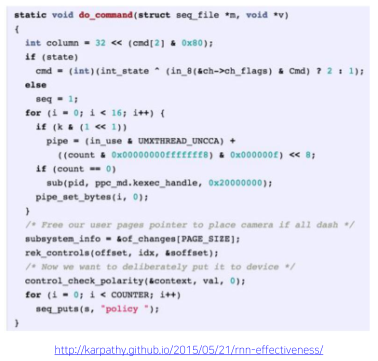 static void do_command(struct seq_file *m, void *v)
{
  int column = 32 << (cmd[2] & 0x80);
  if (state)
    cmd = (int)(int_state ^ (in_8(&ch->ch_flags) & Cmd) ? 2 : 1);
  else
    seq = 1;
  for (i = 0; i < 16; i++) {
    if (k & (1 << 1))
      pipe = (in_use & UMXTHREAD_UNCCA) +
        ((count & 0x00000000fffffff8) & 0x000000f) << 8;
    if (count == 0)
      sub(pid, ppc_md.kexec_handle, 0x20000000);
    pipe_set_bytes(i, 0);
  }
  /* Free our user pages pointer to place camera if all dash */
  subsystem_info = &of_changes[PAGE_SIZE];
  rek_controls(offset, idx, &soffset);
  /* Now we want to deliberately put it to device */
  control_check_polarity(&context, val, 0);
  for (i = 0; i < COUNTER; i++)
    seq_puts(s, "policy ");
}
http://karpathy.github.io/2015/05/21/rnn-effectiveness/